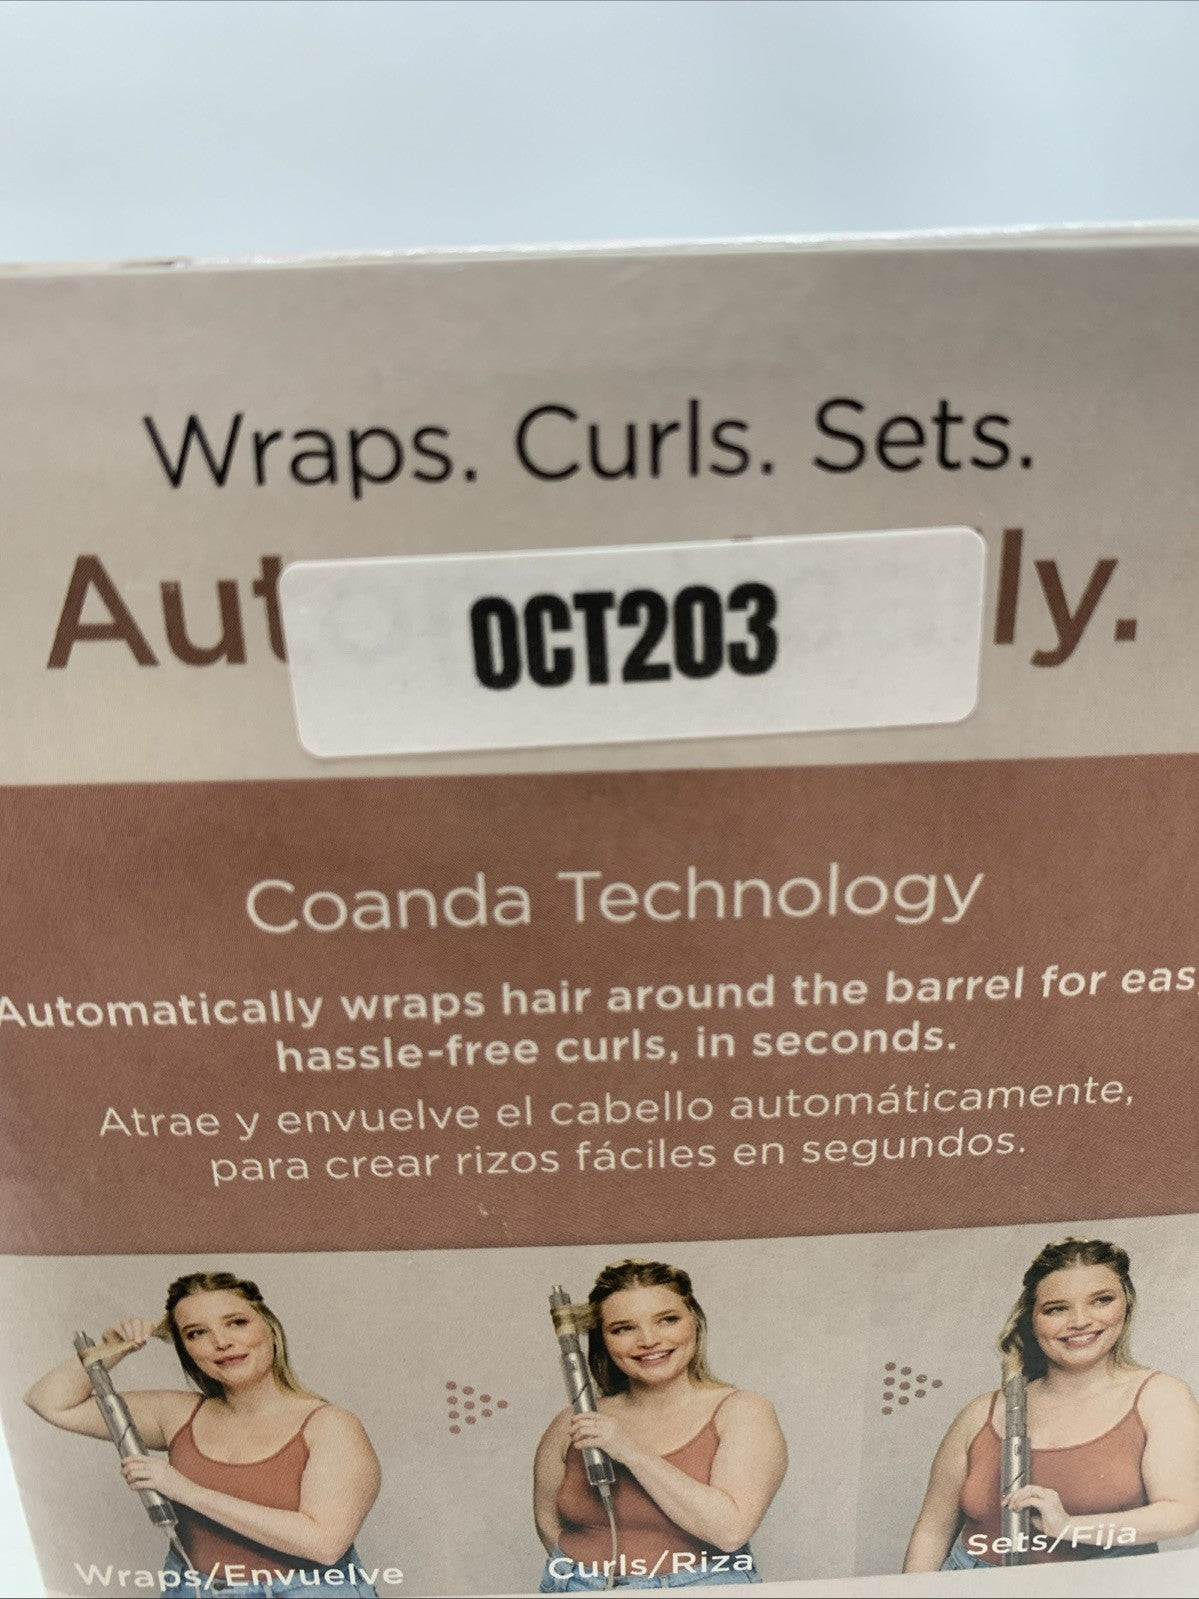 Wraps. Curls. Sets.
Aut ly.
OCT203
Coanda Technology
Automatically wraps hair around the barrel for eas
hassle-free curls, in seconds.
Atrae y envuelve el cabello automáticamente,
para crear rizos fáciles en segundos.
Wraps/Envuelve
Curls/Riza
Sets/Fija